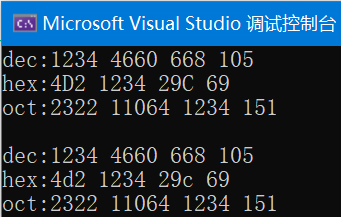 Microsoft Visual Studio 调试控制台
dec:1234 4660 668 105
hex:4D2 1234 29C 69
oct:2322 11064 1234 151
dec:1234 4660 668 105
hex:4d2 1234 29c 69
oct:2322 11064 1234 151